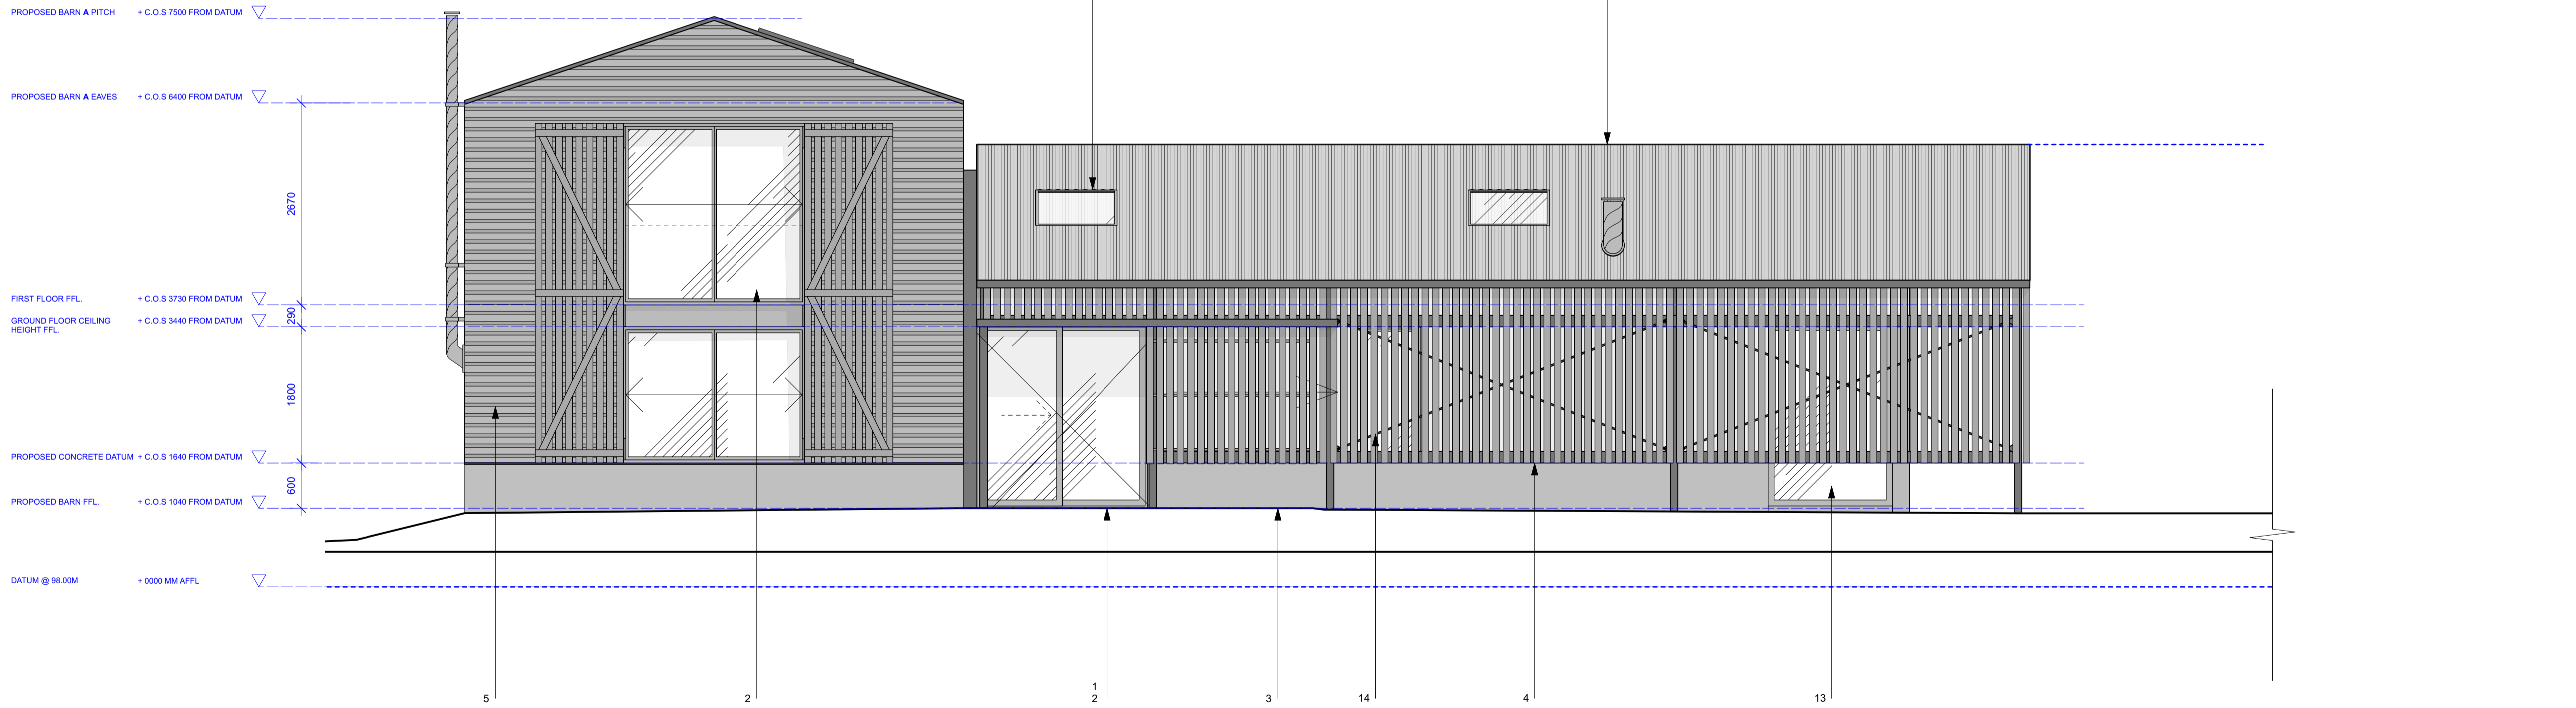 PROPOSED BARN A PITCH + C.O.S 7500 FROM DATUM
PROPOSED BARN A EAVES + C.O.S 6400 FROM DATUM
2670
FIRST FLOOR FFL. + C.O.S 3730 FROM DATUM
290
GROUND FLOOR CEILING + C.O.S 3440 FROM DATUM
HEIGHT FFL.
1800
PROPOSED CONCRETE DATUM + C.O.S 1640 FROM DATUM
600
PROPOSED BARN FFL. + C.O.S 1040 FROM DATUM
DATUM @ 98.00M + 0000 MM AFFL
1
5 2 2 3 14 4 13